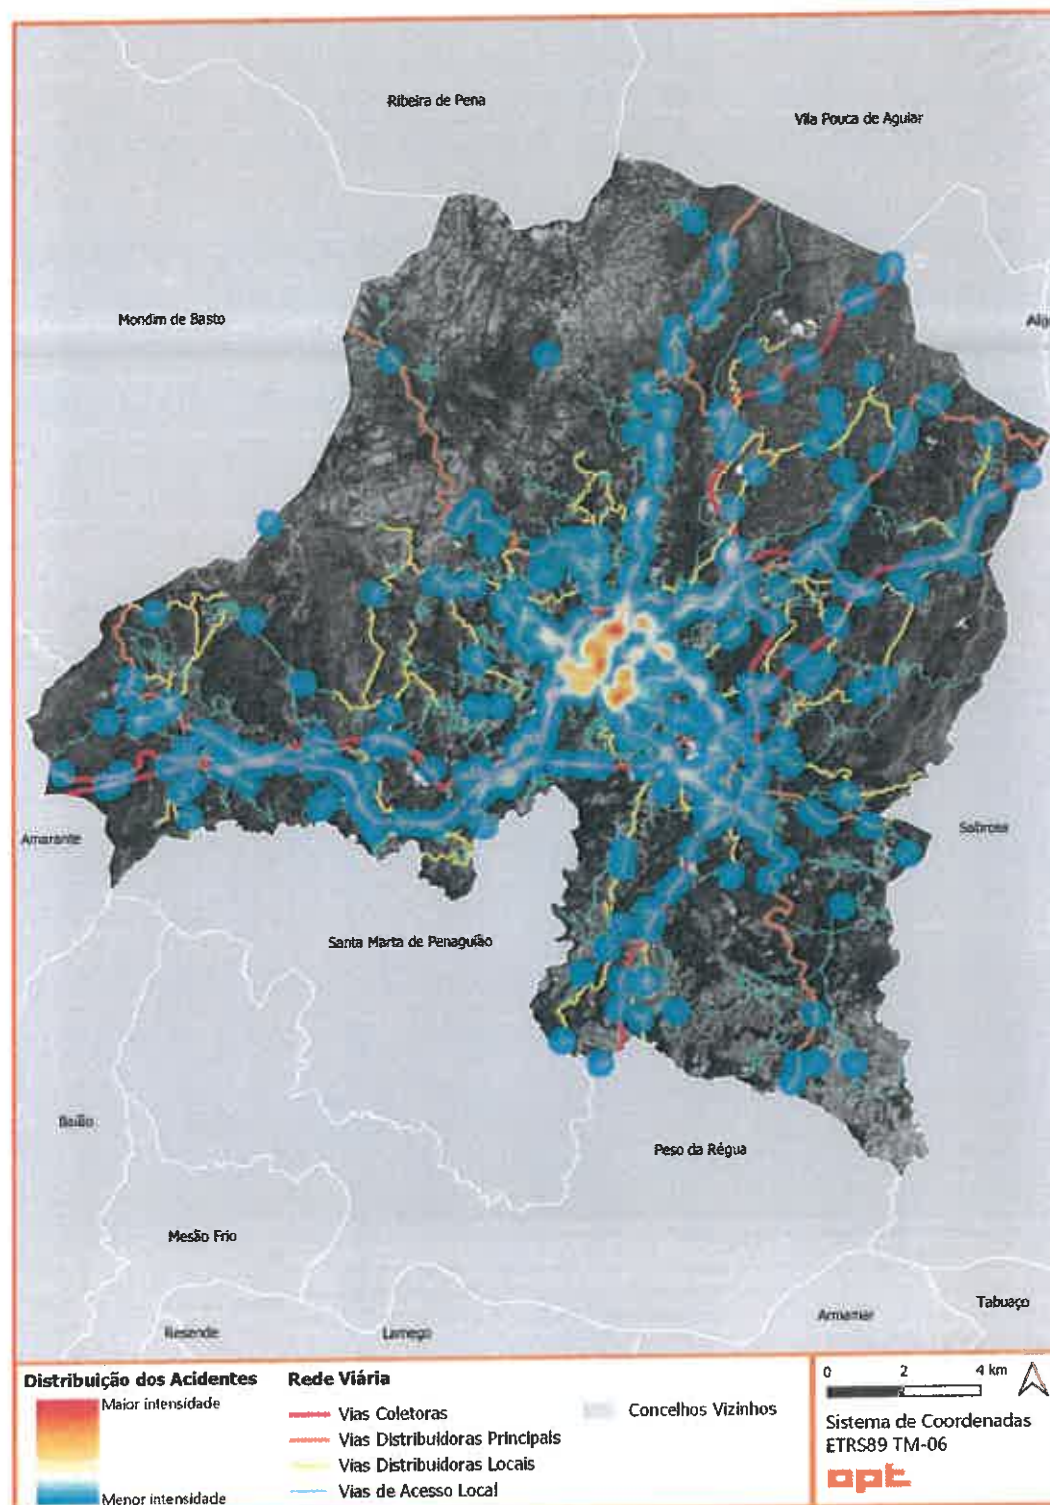 Ribeira de Pena
Vila Pouca de Aguiar
Mondim de Basto
Alij
Amarante
Sabrosa
Santa Marta de Penaguião
Baião
Peso da Régua
Mesão Frio
Tabuaço
Armamar
Resende
Lamego
Distribuição dos Acidentes
Maior intensidade
Menor intensidade
Rede Viária
Vias Coletoras
Vias Distribuidoras Principais
Vias Distribuidoras Locais
Vias de Acesso Local
Concelhos Vizinhos
0 2 4 km
Sistema de Coordenadas
ETRS89 TM-06
opt